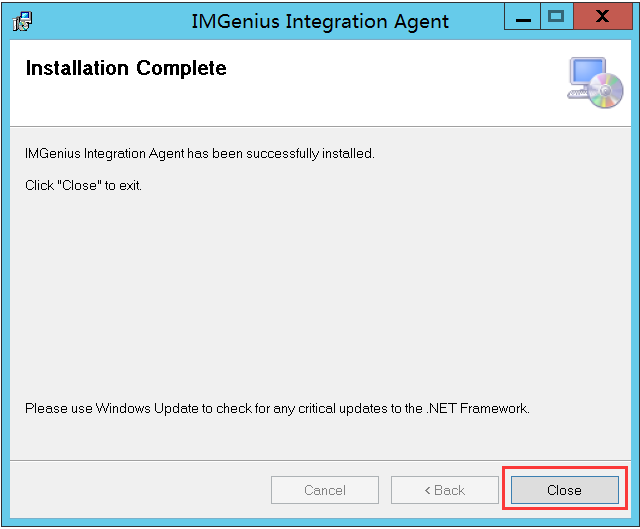 IMGenius Integration Agent
Installation Complete
IMGenius Integration Agent has been successfully installed.
Click "Close" to exit.
Please use Windows Update to check for any critical updates to the .NET Framework.
Cancel
< Back
Close